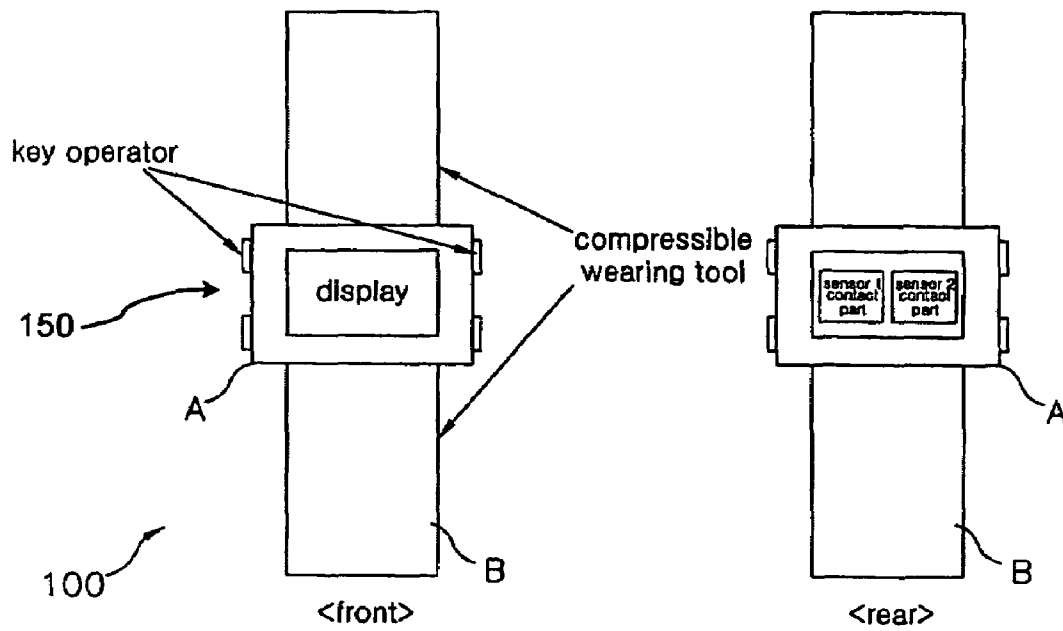 key operator
150
A
100
display
compressible
wearing tool
B
<front>
sensor 1
contact
part
sensor 2
contact
part
A
B
<rear>